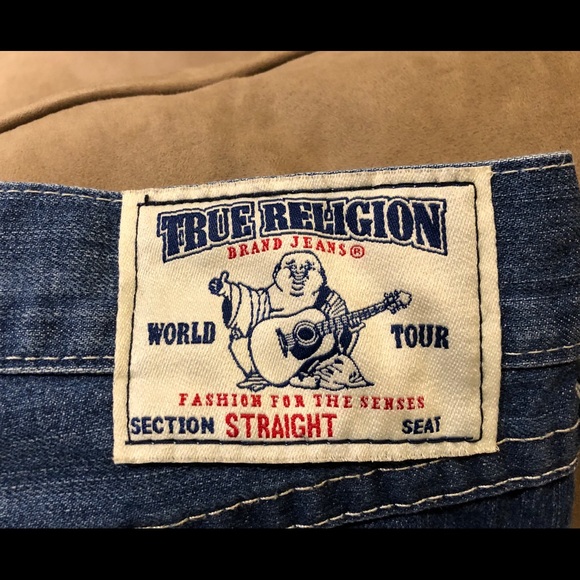 TRUE RELIGION
BRAND JEANS®
WORLD TOUR
FASHION FOR THE SENSES
SECTION STRAIGHT SEAT